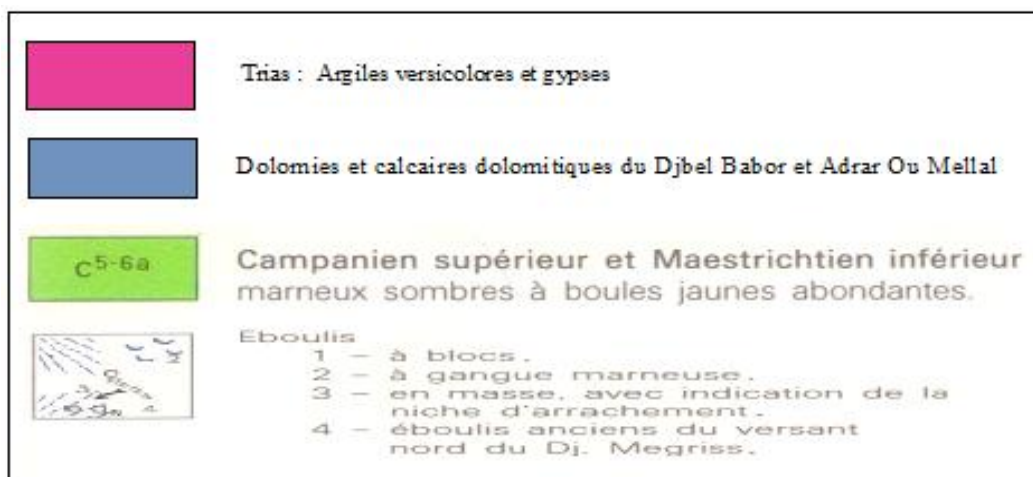 Trias : Argiles versicolores et gypses
Dolomies et calcaires dolomitiques du Djbel Babor et Adrar Ou Mellal
C5-6a
Campanien supérieur et Maestrichtien inférieur
marneux sombres à boules jaunes abondantes.
Eboulis
1 – à blocs.
2 – à gangue marneuse.
3 – en masse, avec indication de la
niche d'arrachement.
4 – éboulis anciens du versant
nord du Dj. Megriss.